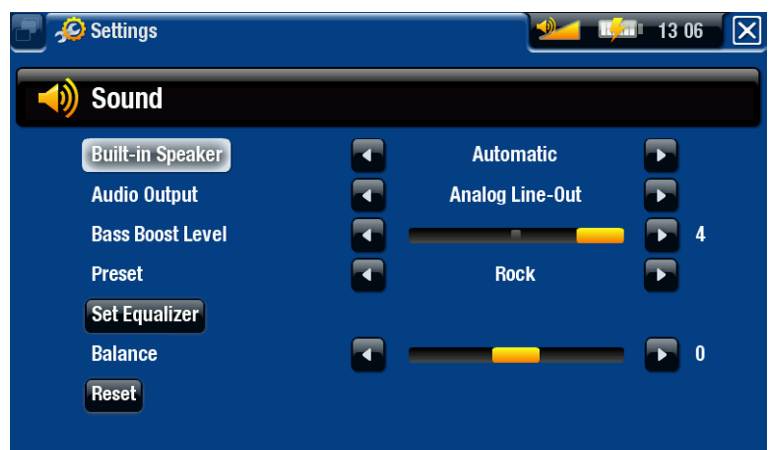 Settings 13 06
Sound
Built-in Speaker Automatic
Audio Output Analog Line-Out
Bass Boost Level 4
Preset Rock
Set Equalizer
Balance 0
Reset